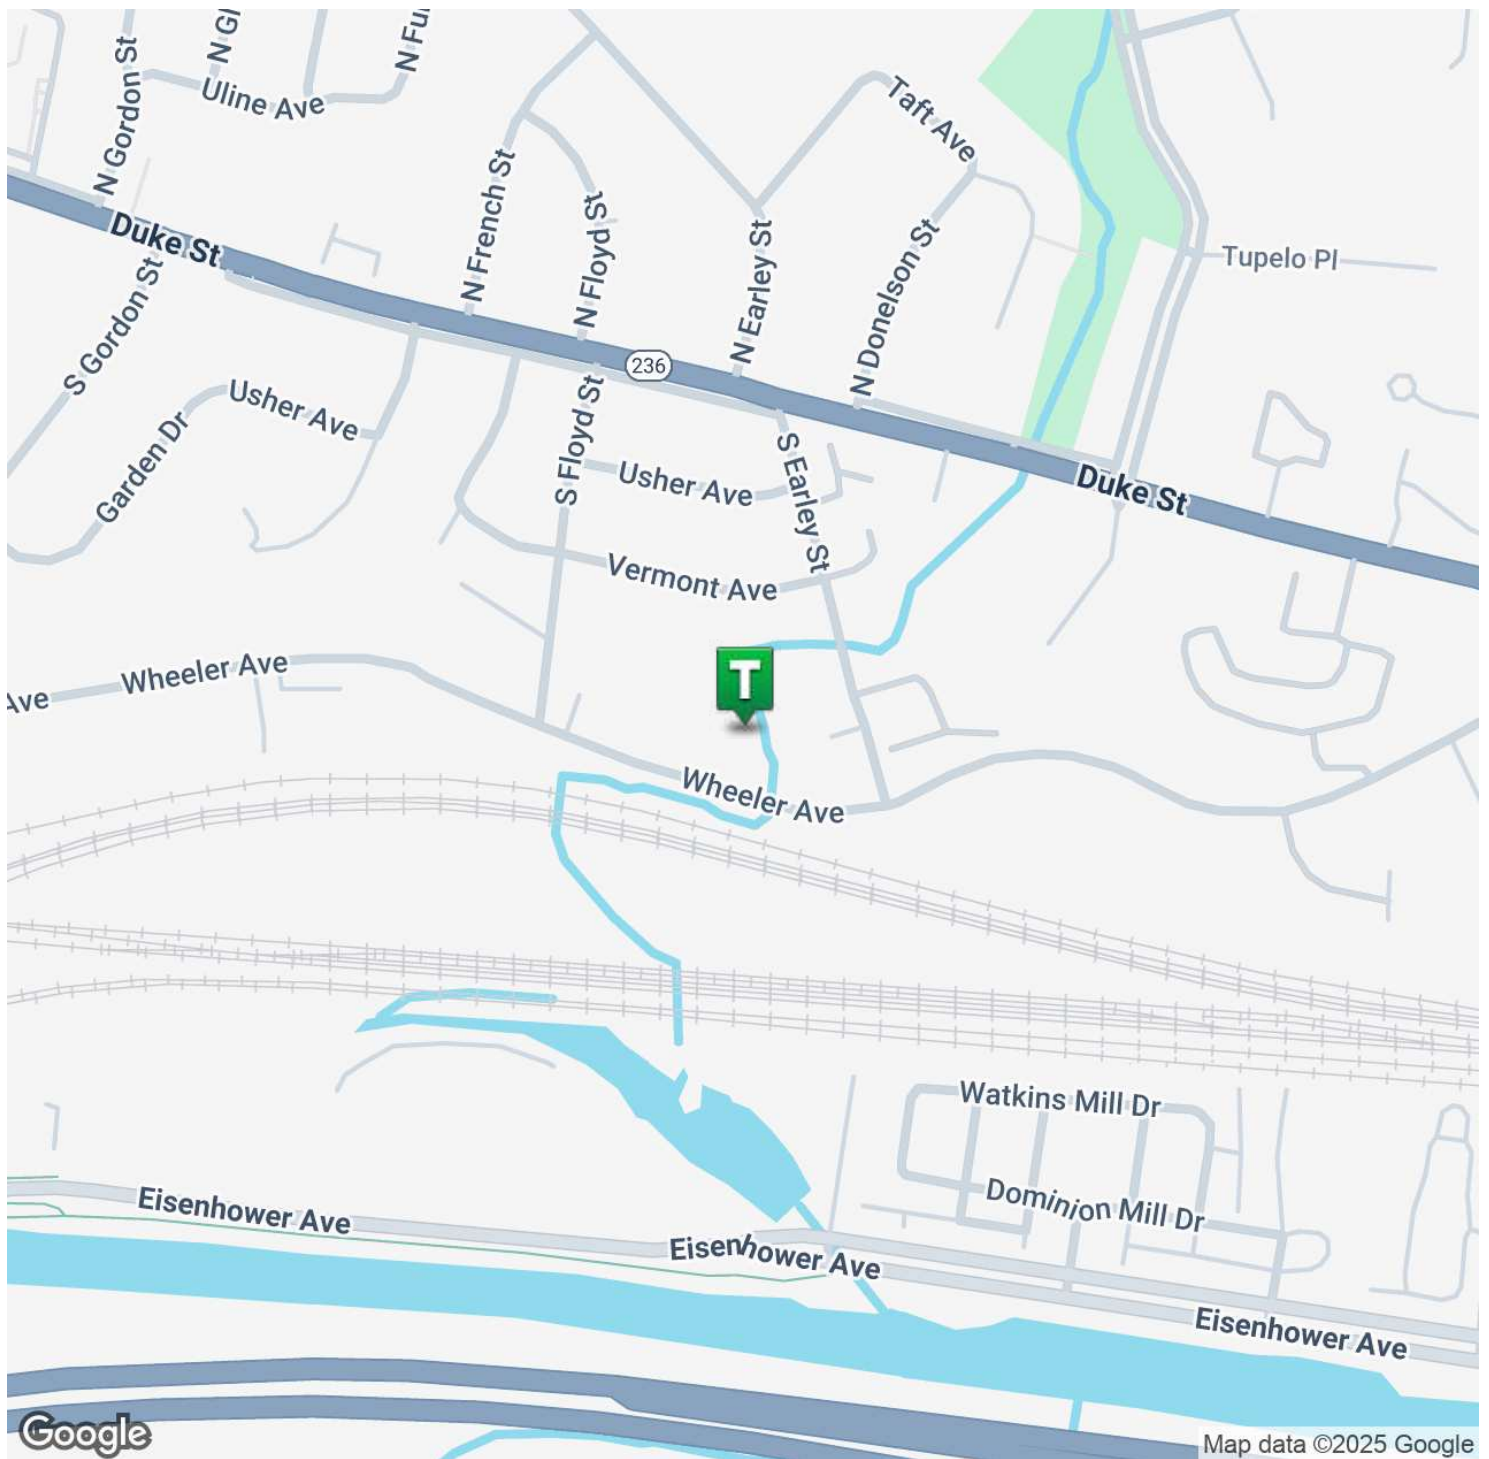 N Gordon St
N Gl
N Fu
Uline Ave
Taft Ave
N French St
N Floyd St
N Earley St
N Donelson St
Tupelo Pl
Duke St
S Gordon St
236
Usher Ave
Garden Dr
S Floyd St
Usher Ave
S Earley St
Duke St
Vermont Ave
Ave
Wheeler Ave
T
Wheeler Ave
Watkins Mill Dr
Dominion Mill Dr
Eisenhower Ave
Eisenhower Ave
Eisenhower Ave
Google
Map data ©2025 Google